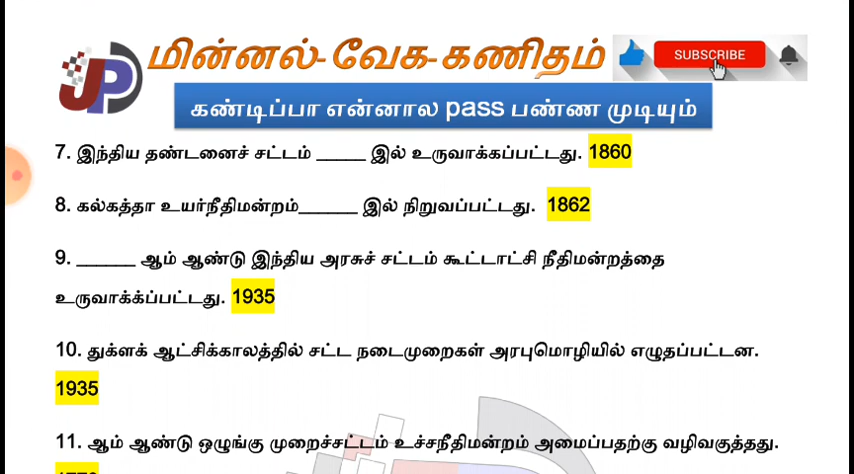 JP மின்னல்-வேக-கணிதம் SUBSCRIBE
கண்டிப்பா என்னால pass பண்ண முடியும்
7. இந்திய தண்டனைச் சட்டம் _____ இல் உருவாக்கப்பட்டது. 1860
8. கல்கத்தா உயர்நீதிமன்றம்______ இல் நிறுவப்பட்டது. 1862
9. ______ ஆம் ஆண்டு இந்திய அரசுச் சட்டம் கூட்டாட்சி நீதிமன்றத்தை
உருவாக்க்ப்பட்டது. 1935
10. துக்ளக் ஆட்சிக்காலத்தில் சட்ட நடைமுறைகள் அரபுமொழியில் எழுதப்பட்டன.
1935
11. ஆம் ஆண்டு ஒழுங்கு முறைச்சட்டம் உச்சநீதிமன்றம் அமைப்பதற்கு வழிவகுத்தது.